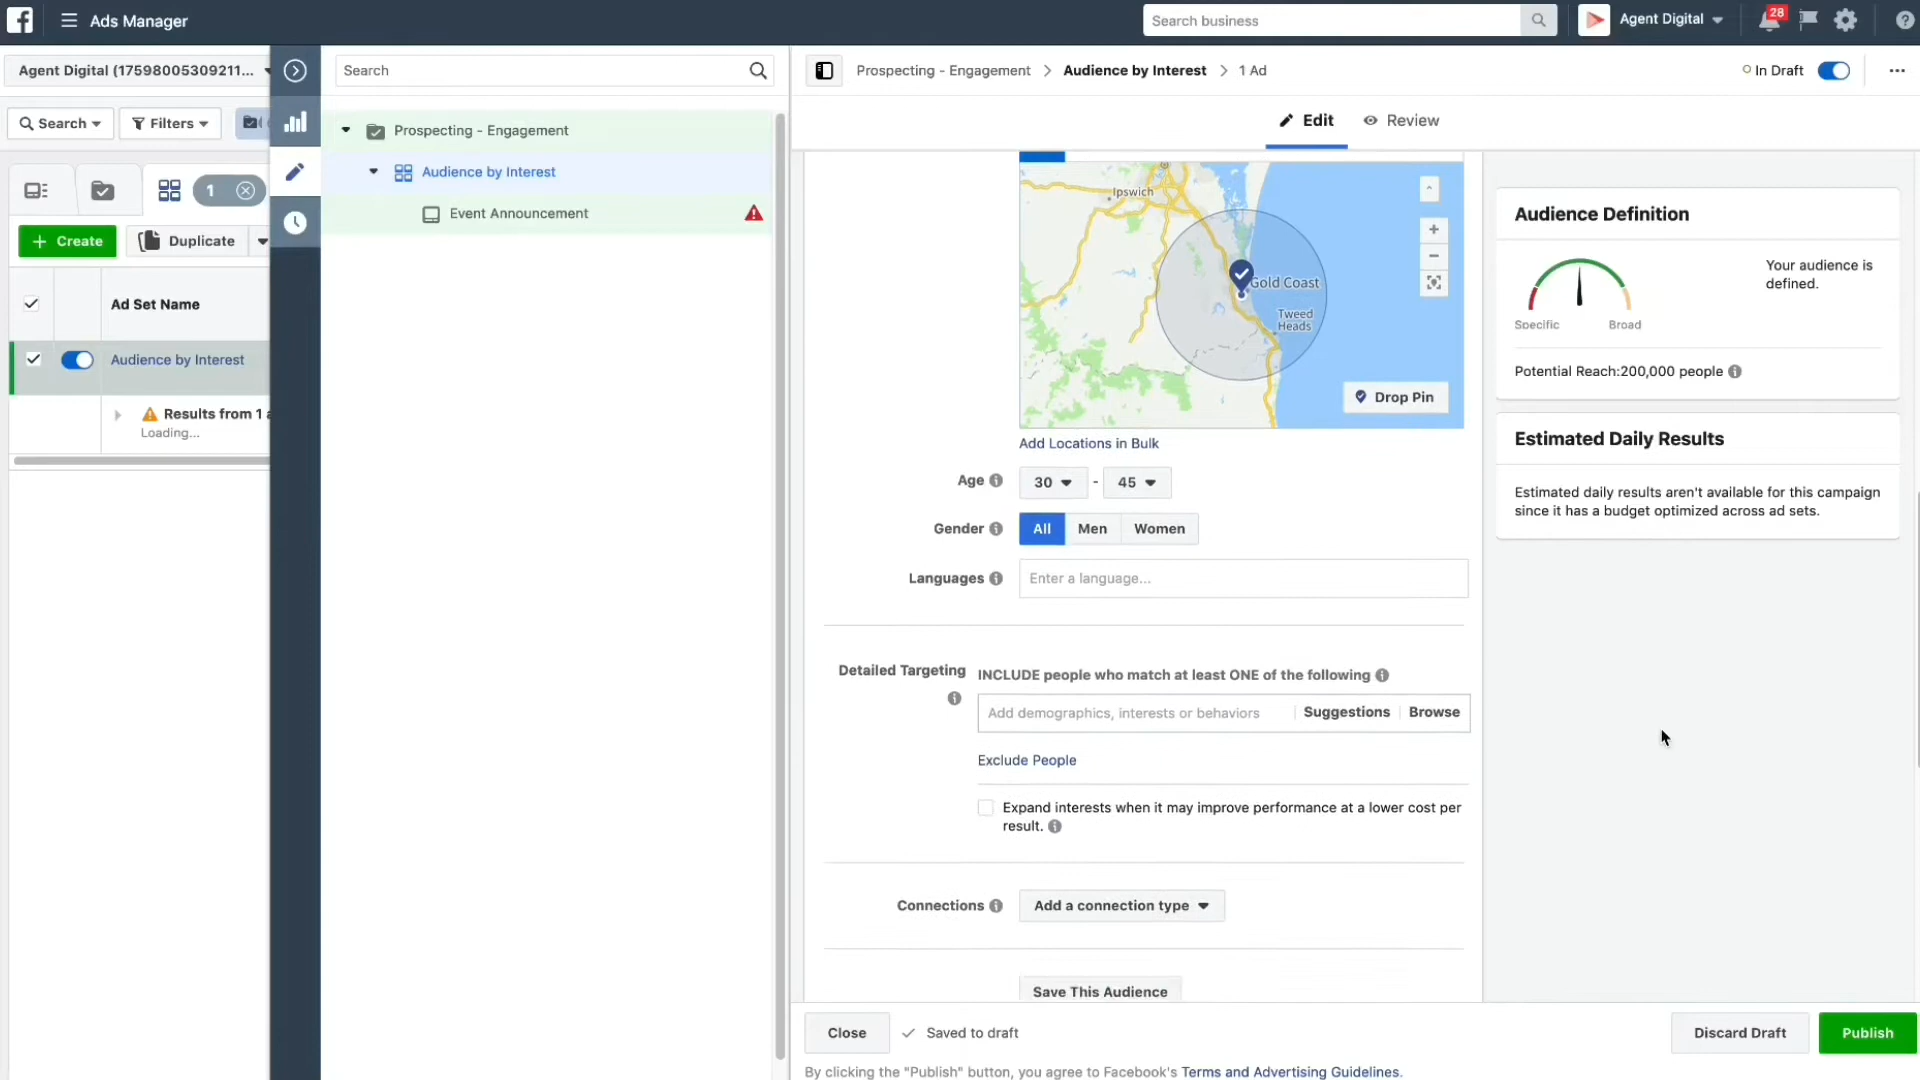 Ads Manager
Search business
Agent Digital
28
Agent Digital (17598005309211...
Search
Prospecting - Engagement
Audience by Interest
1 Ad
In Draft
Search
Filters
Edit
Review
Prospecting - Engagement
Audience by Interest
Event Announcement
1
Create
Duplicate
Ad Set Name
Audience by Interest
Results from 1 a
Loading...
Ipswich
Gold Coast
Tweed
Heads
Drop Pin
Add Locations in Bulk
Age
30
-
45
Gender
All
Men
Women
Languages
Enter a language...
Detailed Targeting
INCLUDE people who match at least ONE of the following
Add demographics, interests or behaviors
Suggestions
Browse
Exclude People
Expand interests when it may improve performance at a lower cost per
result.
Connections
Add a connection type
Save This Audience
Audience Definition
Your audience is
defined.
Specific
Broad
Potential Reach:200,000 people
Estimated Daily Results
Estimated daily results aren't available for this campaign
since it has a budget optimized across ad sets.
Close
Saved to draft
Discard Draft
Publish
By clicking the "Publish" button, you agree to Facebook's Terms and Advertising Guidelines.